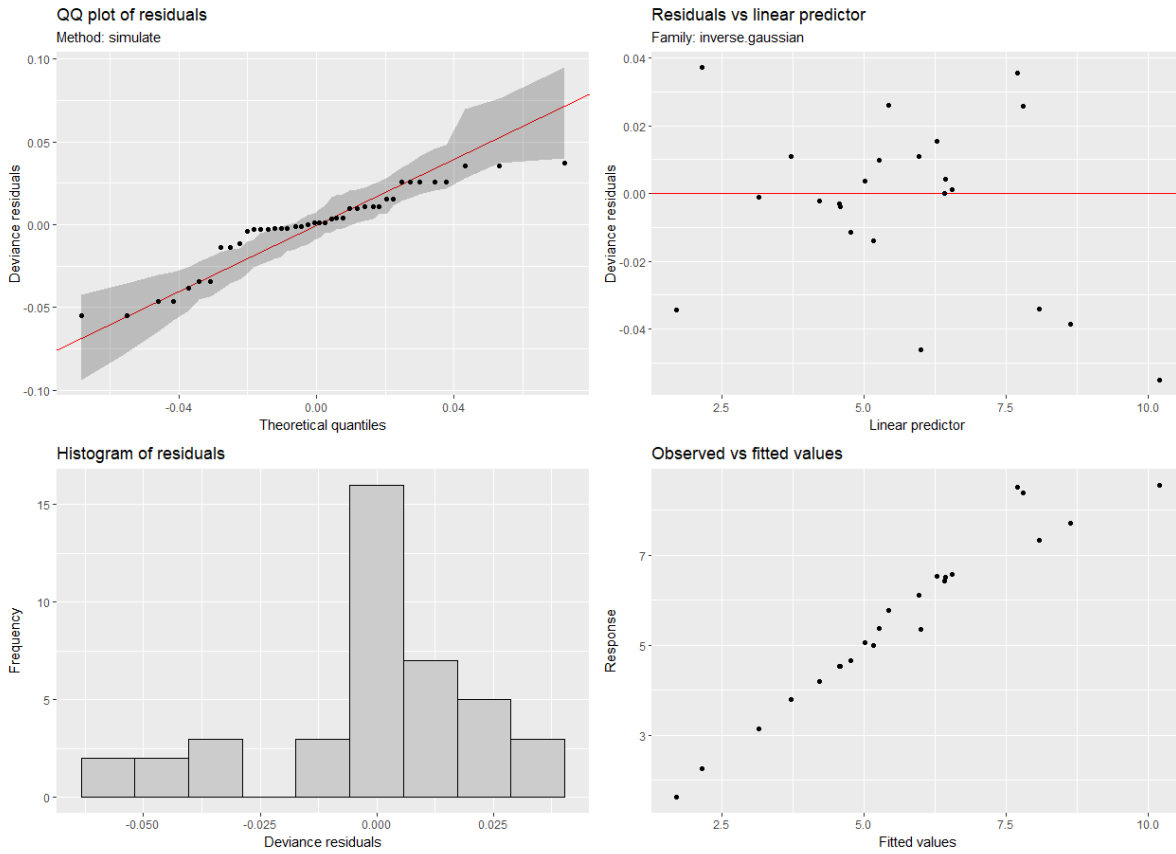 QQ plot of residuals
Method: simulate
0.10
0.05
0.00
-0.05
-0.10
Deviance residuals
-0.04
0.00
0.04
Theoretical quantiles
Residuals vs linear predictor
Family: inverse.gaussian
0.04
0.02
0.00
-0.02
-0.04
Deviance residuals
2.5
5.0
7.5
10.0
Linear predictor
Histogram of residuals
15
10
5
0
Frequency
-0.050
-0.025
0.000
0.025
Deviance residuals
Observed vs fitted values
7
5
3
Response
2.5
5.0
7.5
10.0
Fitted values